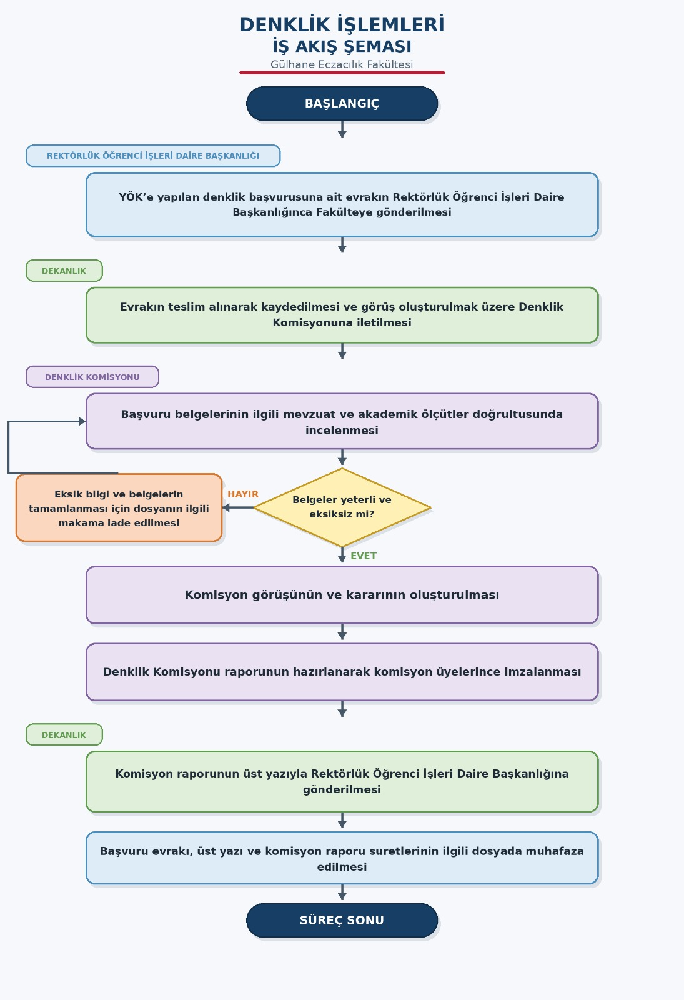 DENKLİK İŞLEMLERİ
İŞ AKIŞ ŞEMASI
Gülhane Eczacılık Fakültesi
BAŞLANGIÇ
REKTÖRLÜK ÖĞRENCİ İŞLERİ DAİRE BAŞKANLIĞI
YÖK’e yapılan denklik başvurusuna ait evrakın Rektörlük Öğrenci İşleri Daire
Başkanlığınca Fakülteye gönderilmesi
DEKANLIK
Evrakın teslim alınarak kaydedilmesi ve görüş oluşturulmak üzere Denklik
Komisyonuna iletilmesi
DENKLİK KOMİSYONU
Başvuru belgelerinin ilgili mevzuat ve akademik ölçütler doğrultusunda
incelenmesi
Belgeler yeterli ve
eksiksiz mi?
HAYIR
Eksik bilgi ve belgelerin
tamamlanması için dosyanın ilgili
makama iade edilmesi
EVET
Komisyon görüşünün ve kararının oluşturulması
Denklik Komisyonu raporunun hazırlanarak komisyon üyelerince imzalanması
DEKANLIK
Komisyon raporunun üst yazıyla Rektörlük Öğrenci İşleri Daire Başkanlığına
gönderilmesi
Başvuru evrakı, üst yazı ve komisyon raporu suretlerinin ilgili dosyada muhafaza
edilmesi
SÜREÇ SONU